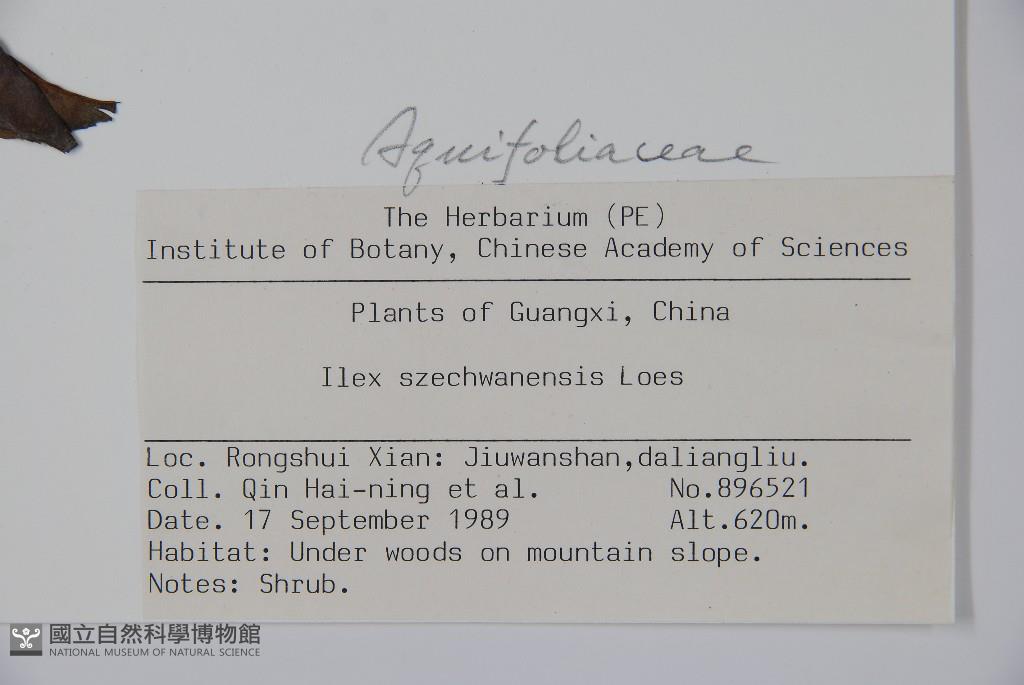 Aquifoliaceae
The Herbarium (PE)
Institute of Botany, Chinese Academy of Sciences
Plants of Guangxi, China
Ilex szechwanensis Loes
Loc. Rongshui Xian: Jiuwanshan,daliangliu.
Coll. Qin Hai-ning et al. No.896521
Date. 17 September 1989 Alt.620m.
Habitat: Under woods on mountain slope.
Notes: Shrub.
國立自然科學博物館
NATIONAL MUSEUM OF NATURAL SCIENCE